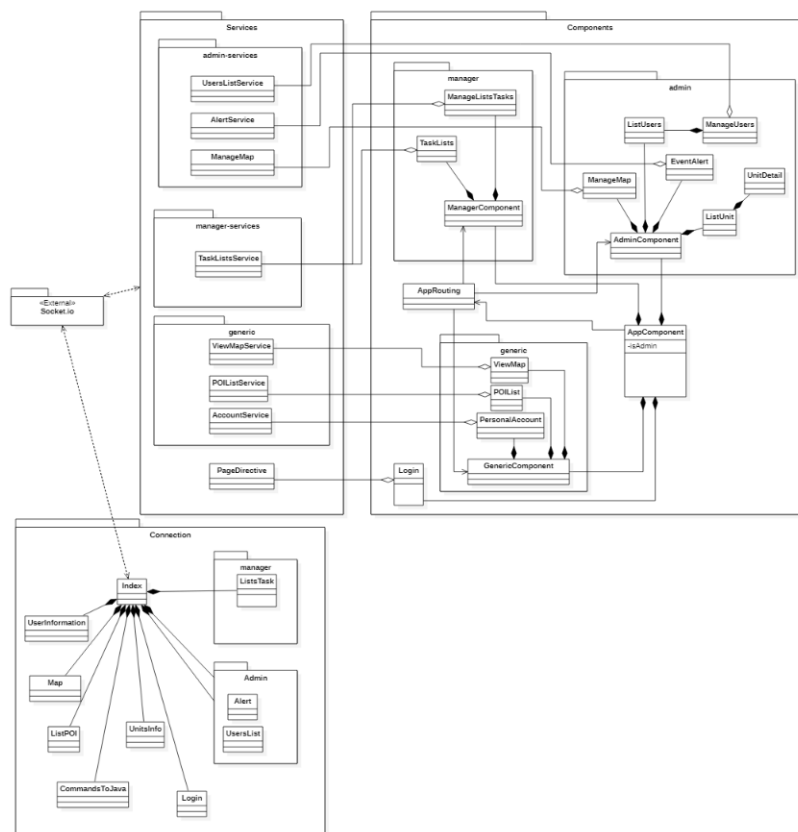 Services
admin-services
UsersListService
AlertService
ManageMap
manager-services
TaskListsService
generic
ViewMapService
POIListService
AccountService
PageDirective
Components
manager
ManageListsTasks
TaskLists
ManagerComponent
admin
ListUsers
ManageUsers
EventAlert
ManageMap
UnitDetail
ListUnit
AdminComponent
AppRouting
AppComponent
-isAdmin
generic
ViewMap
POIList
PersonalAccount
GenericComponent
Login
<External>
Socket.io
Connection
Index
manager
ListsTask
UserInformation
Map
ListPOI
UnitsInfo
CommandsToJava
Login
Admin
Alert
UsersList